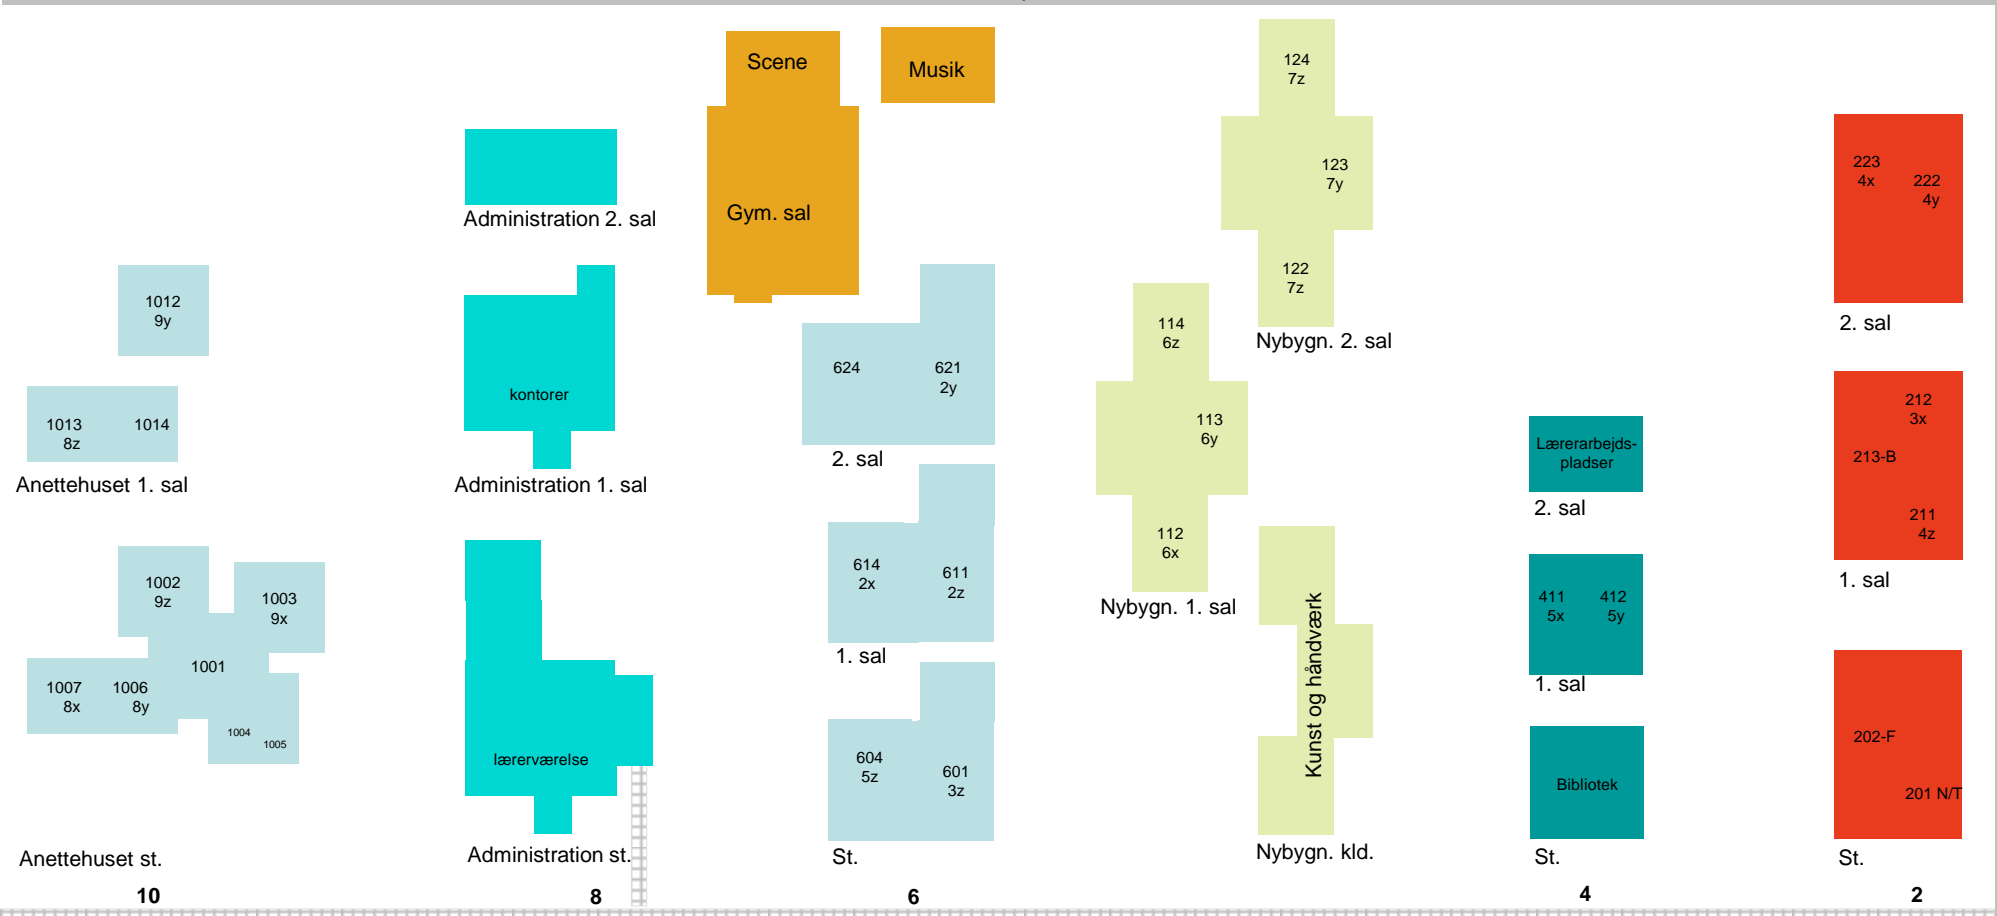 Scene
Musik
Gym. sal
Administration 2. sal
1012
9y
1013
8z
1014
Anettehuset 1. sal
kontorer
Administration 1. sal
1002
9z
1003
9x
1001
1007
8x
1006
8y
1004
1005
Anettehuset st.
10
lærerværelse
Administration st.
8
624
621
2y
2. sal
614
2x
611
2z
1. sal
604
5z
601
3z
St.
6
124
7z
123
7y
122
7z
Nybygn. 2. sal
114
6z
113
6y
112
6x
Nybygn. 1. sal
Kunst og håndværk
Nybygn. kld.
Lærerarbejds-
pladser
2. sal
411
5x
412
5y
1. sal
Bibliotek
St.
4
223
4x
222
4y
2. sal
212
3x
213-B
211
4z
1. sal
202-F
201 N/T
St.
2